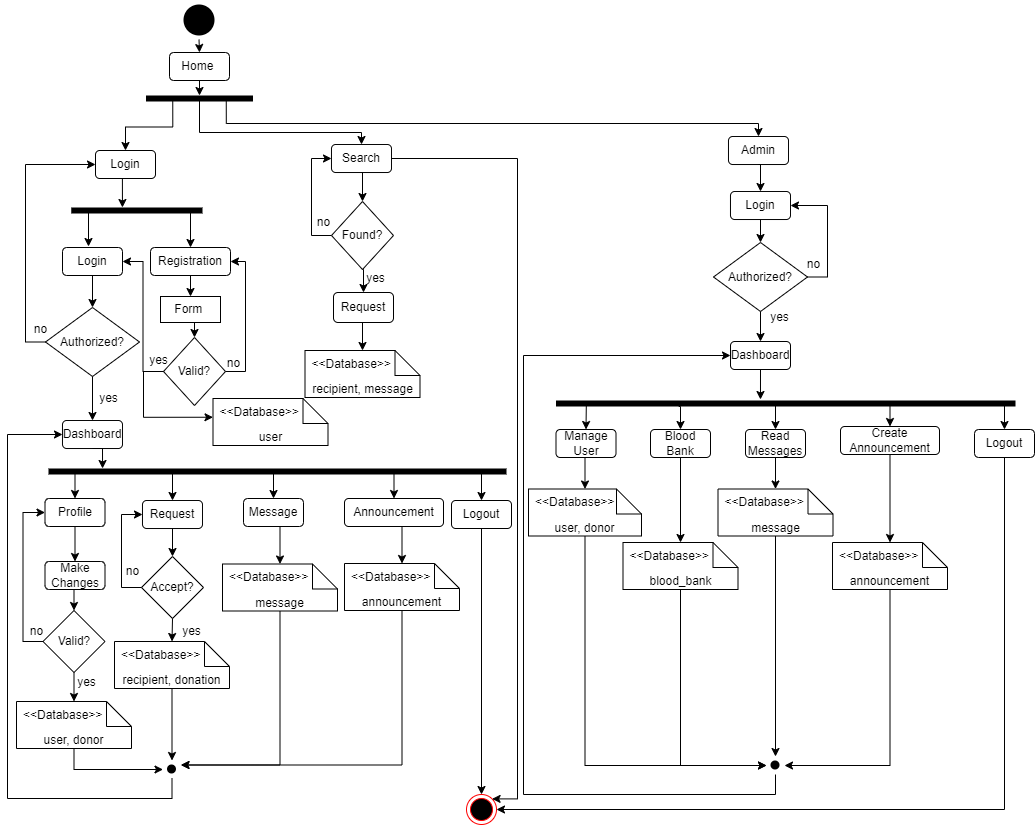 Home
Login
Search
Admin
Login
no
Found?
Login
Registration
no
Authorized?
yes
Form
Request
yes
no
Authorized?
yes
Valid?
no
<<Database>>
recipient, message
Dashboard
yes
<<Database>>
user
Dashboard
Manage
User
Blood
Bank
Read
Messages
Create
Announcement
Logout
Profile
Request
Message
Announcement
Logout
<<Database>>
user, donor
<<Database>>
message
<<Database>>
blood_bank
<<Database>>
announcement
Make
Changes
no
Accept?
yes
<<Database>>
message
<<Database>>
announcement
no
Valid?
yes
<<Database>>
recipient, donation
<<Database>>
user, donor